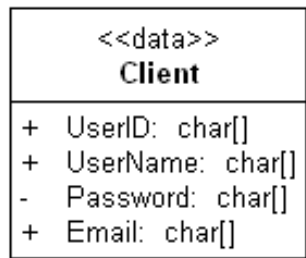 <<data>>
Client
+ UserID: char[]
+ UserName: char[]
- Password: char[]
+ Email: char[]